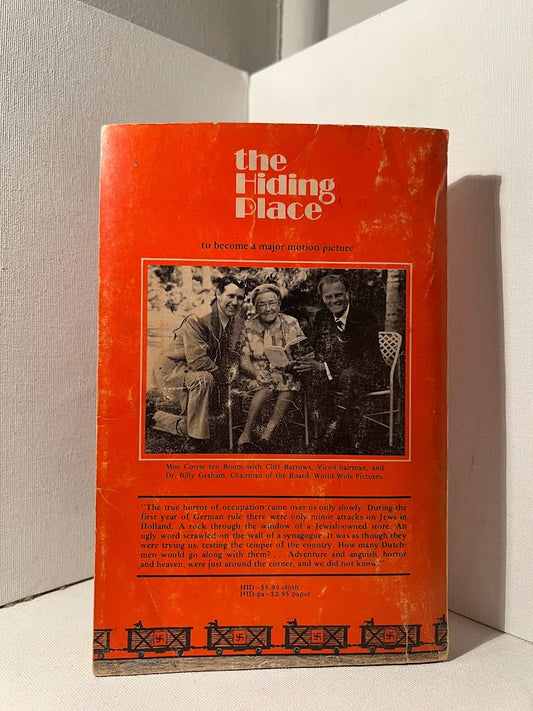 the
Hiding
Place
to become a major motion picture
Miss Corrie ten Boom with Cliff Barrows, Vice-Chairman, and
Dr. Billy Graham, Chairman of the Board, World Wide Pictures.
"The true horror of occupation came over us only slowly. During the
first year of German rule there were only minor attacks on Jews in
Holland. A rock through the window of a Jewish-owned store. An
ugly word scrawled on the wall of a synagogue. It was as though they
were trying us, testing the temper of the country. How many Dutch-
men would go along with them? . . . Adventure and anguish, horror
and heaven, were just around the corner, and we did not know."
HID—$5.95 cloth
HID-pa—$2.95 paper